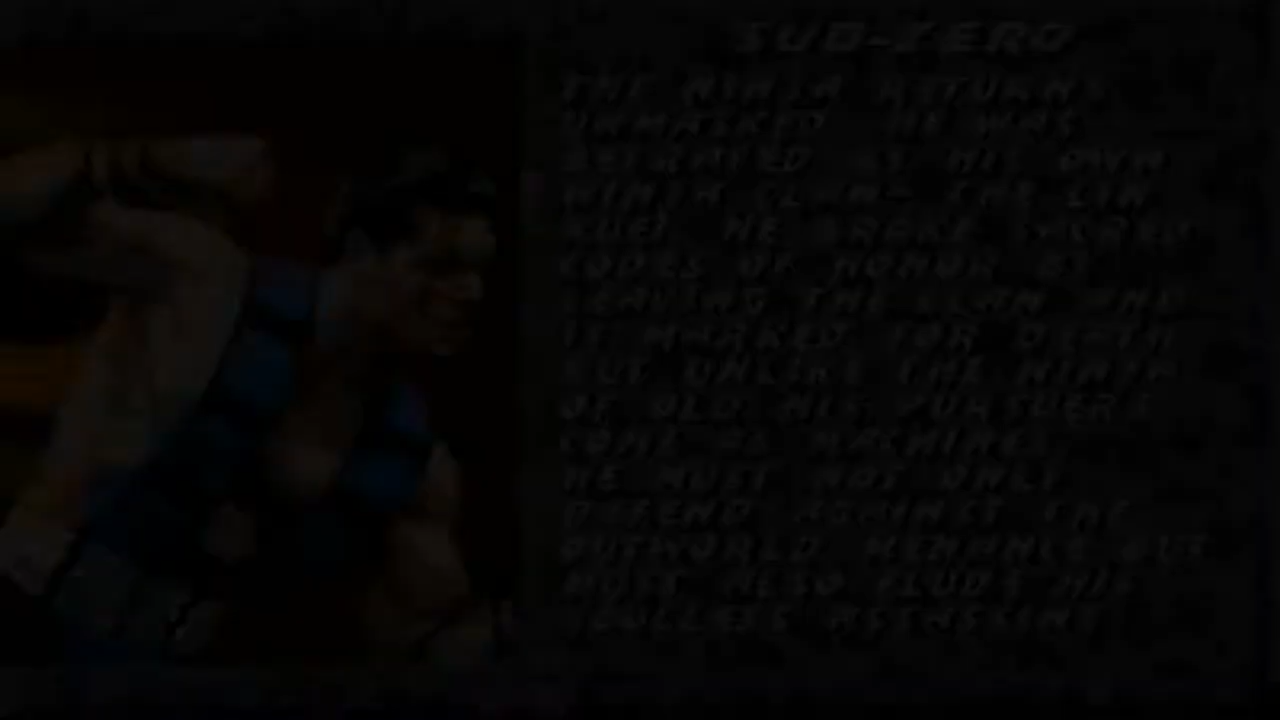 SUB-ZERO
THE NINJA RETURNS
UNMASKED HE WAS
BETRAYED BY HIS OWN
NINJA CLAN- THE LIN
KUEI HE BROKE SACRED
CODES OF HONOR BY
LEAVING THE CLAN AND
IS MARKED FOR DEATH
BUT UNLIKE THE NINJA
OF OLD HIS PURSUERS
COME AS MACHINES
HE MUST NOT ONLY
DEFEND AGAINST THE
OUTWORLD MENACE BUT
MUST ALSO ELUDE HIS
SOULLESS ASSASSINS